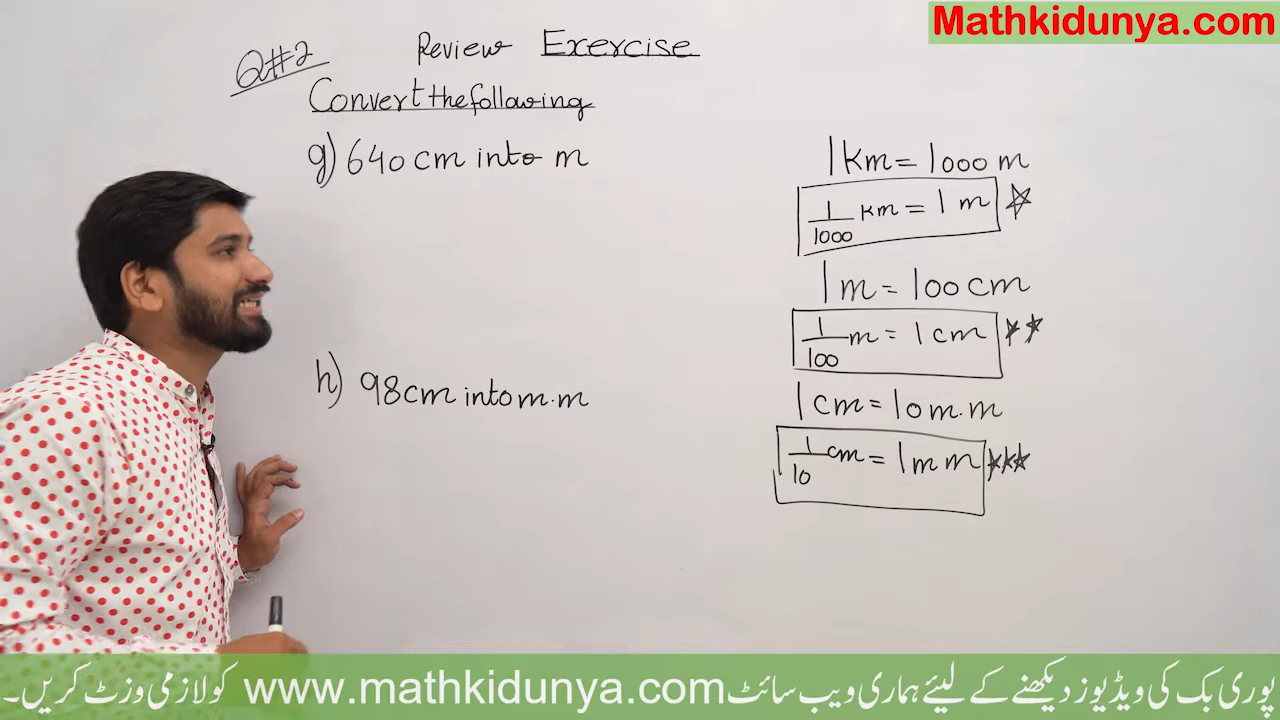 Mathkidunya.com
Q#2 Review Exercise
Convert the following
g) 640 cm into m
h) 98 cm into m.m
1 km = 1000 m
1/1000 km = 1 m ☆
1 m = 100 cm
1/100 m = 1 cm ☆☆
1 cm = 10 m.m
1/10 cm = 1 m m ☆☆☆
پوری بک کی ویڈیوز دیکھنے کے لیئے ہماری ویب سائٹ www.mathkidunya.com کو لازمی وزٹ کریں۔